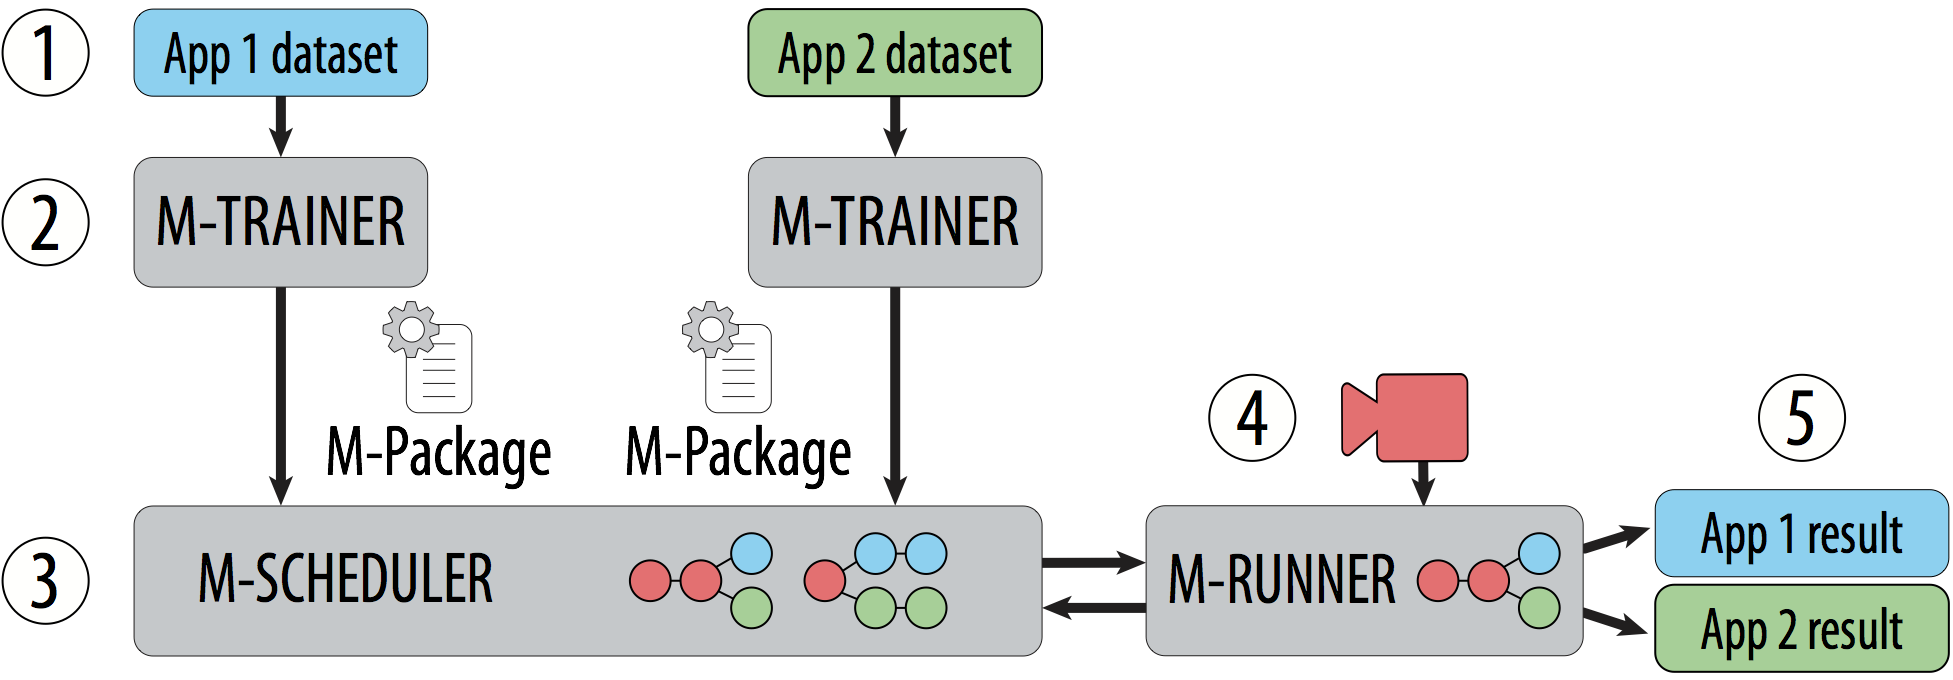 1
App 1 dataset
App 2 dataset
2
M-TRAINER
M-TRAINER
M-Package
M-Package
4
5
3
M-SCHEDULER
M-RUNNER
App 1 result
App 2 result